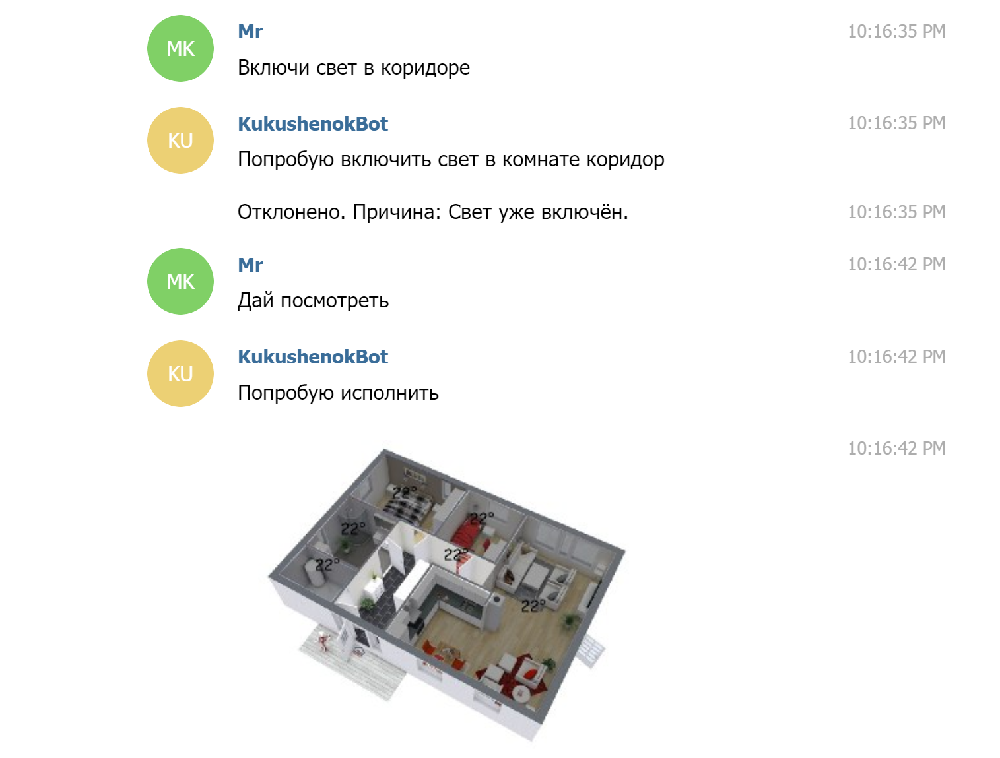 MK
Mr
10:16:35 PM
Включи свет в коридоре
KU
KukushenokBot
10:16:35 PM
Попробую включить свет в комнате коридор
Отклонено. Причина: Свет уже включён.
10:16:35 PM
MK
Mr
10:16:42 PM
Дай посмотреть
KU
KukushenokBot
10:16:42 PM
Попробую исполнить
10:16:42 PM
22°
22°
22°
22°
22°
22°